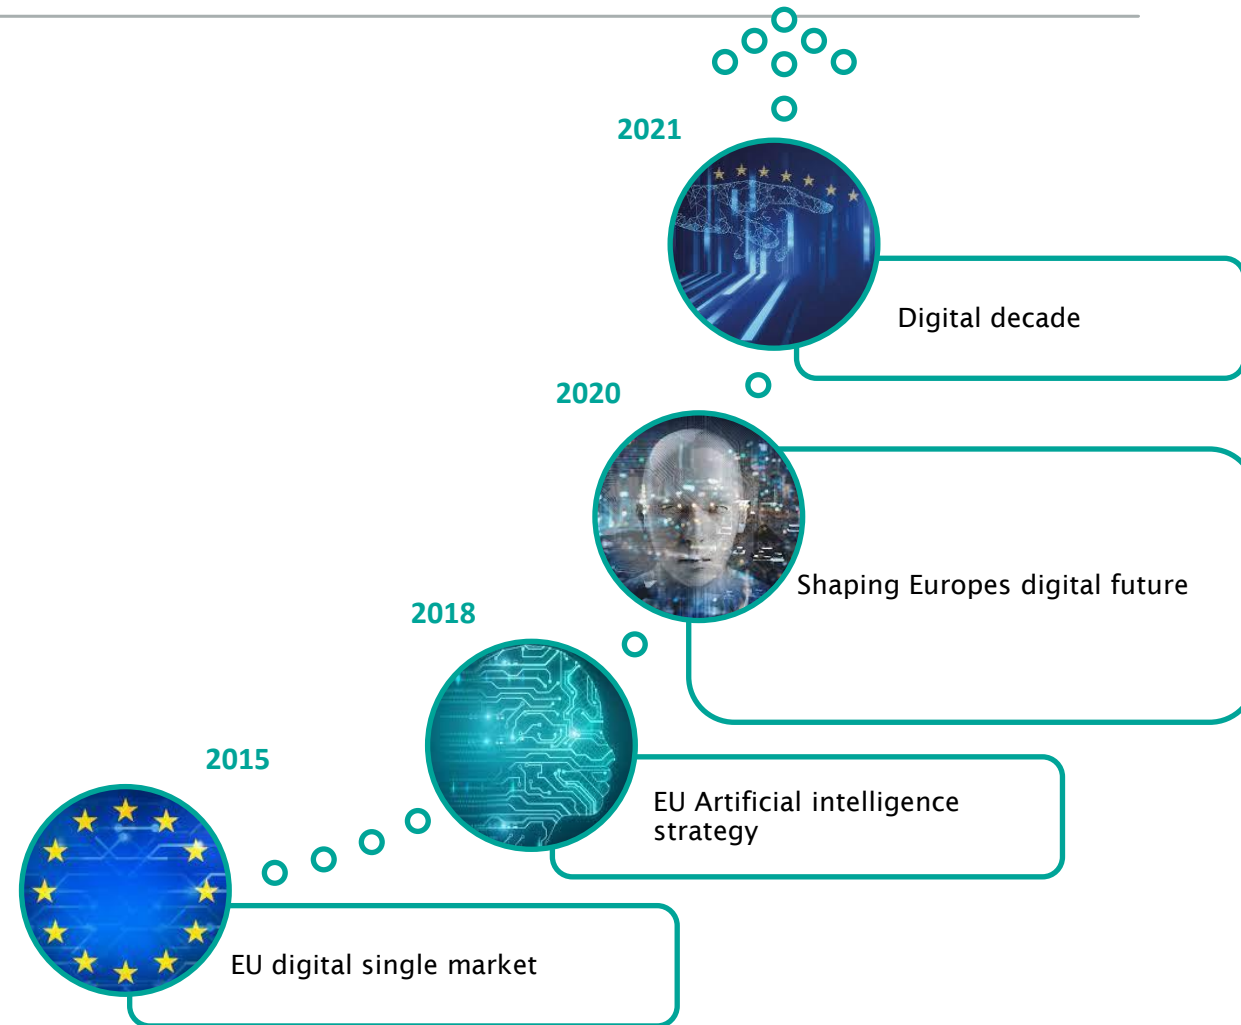 2021
Digital decade
2020
Shaping Europes digital future
2018
EU Artificial intelligence
strategy
2015
EU digital single market